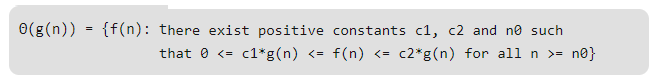 Θ(g(n)) = {f(n): there exist positive constants c1, c2 and n0 such
that 0 <= c1*g(n) <= f(n) <= c2*g(n) for all n >= n0}